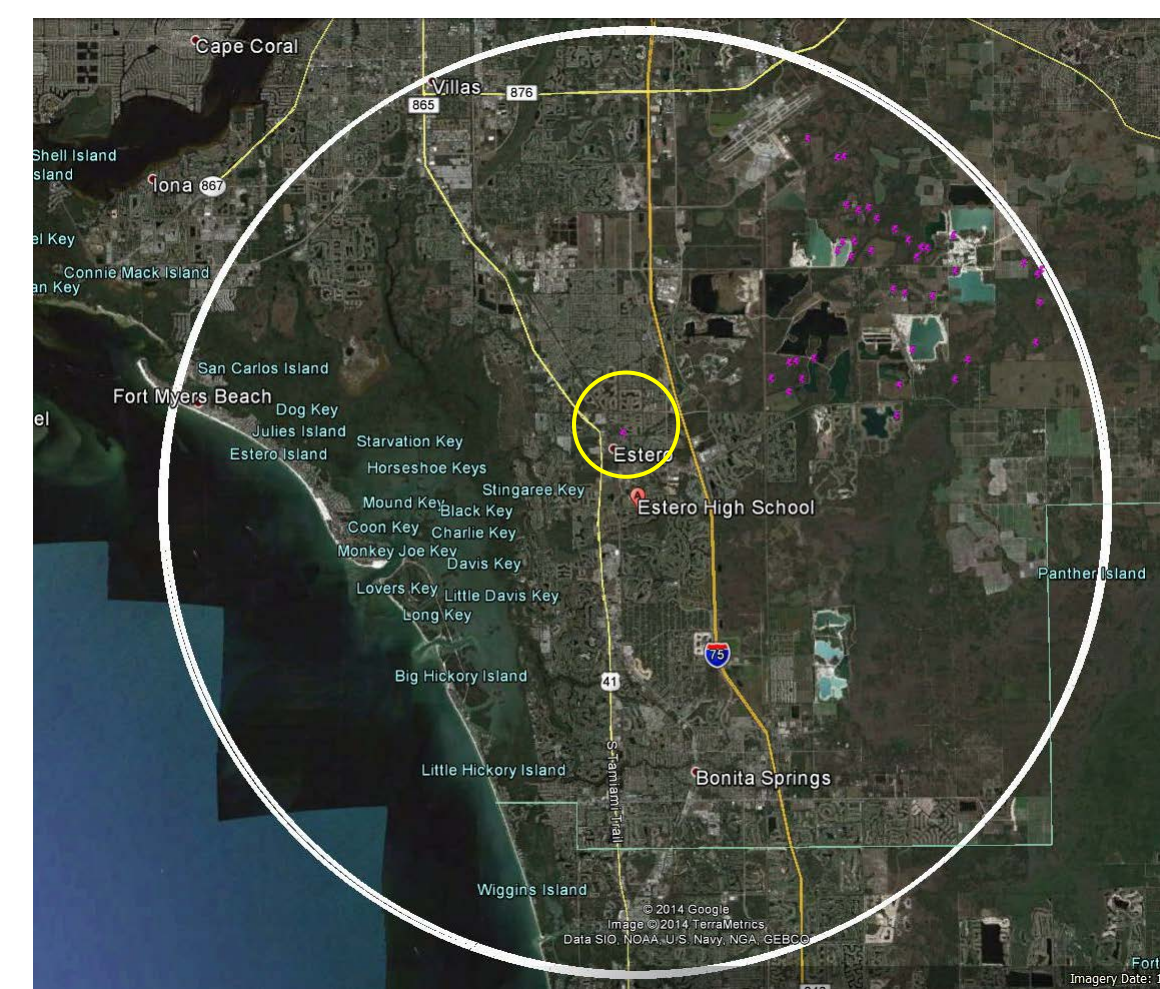 Cape Coral
Villas
876
865
Shell Island
sland
Iona
867
el Key
Connie Mack Island
an Key
San Carlos Island
Fort Myers Beach
Dog Key
el
Julies Island
Starvation Key
Estero Island
Estero
Horseshoe Keys
Stingaree Key
Mound Key
Black Key
A
Estero High School
Coon Key
Charlie Key
Monkey Joe Key
Davis Key
Panther Island
Lovers Key
Little Davis Key
Long Key
75
Big Hickory Island
41
Little Hickory Island
S Tamiami Trail
Bonita Springs
Wiggins Island
© 2014 Google
Image © 2014 TerraMetrics
Data SIO, NOAA, U.S. Navy, NGA, GEBCO
Fort
Imagery Date: 1